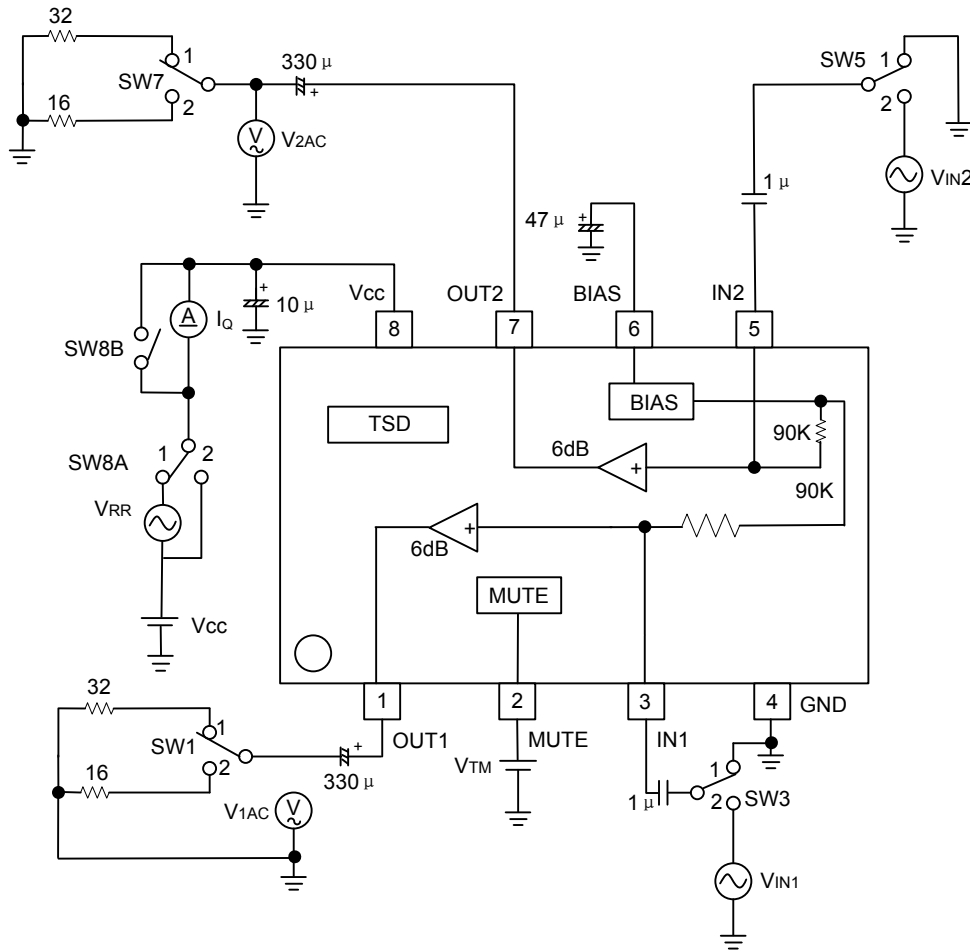 32
1
SW7
2
16
330 μ
+
V
V2AC
SW5
1
2
1 μ
VIN2
47 μ
+
Vcc
OUT2
BIAS
IN2
8
7
6
5
A
IQ
+
10 μ
SW8B
SW8A
1
2
VRR
Vcc
TSD
BIAS
90K
6dB
+
90K
6dB
+
MUTE
1
2
3
4
GND
OUT1
MUTE
IN1
32
1
SW1
2
16
+
330 μ
V1AC
V
VTM
1 μ
1
2
SW3
VIN1